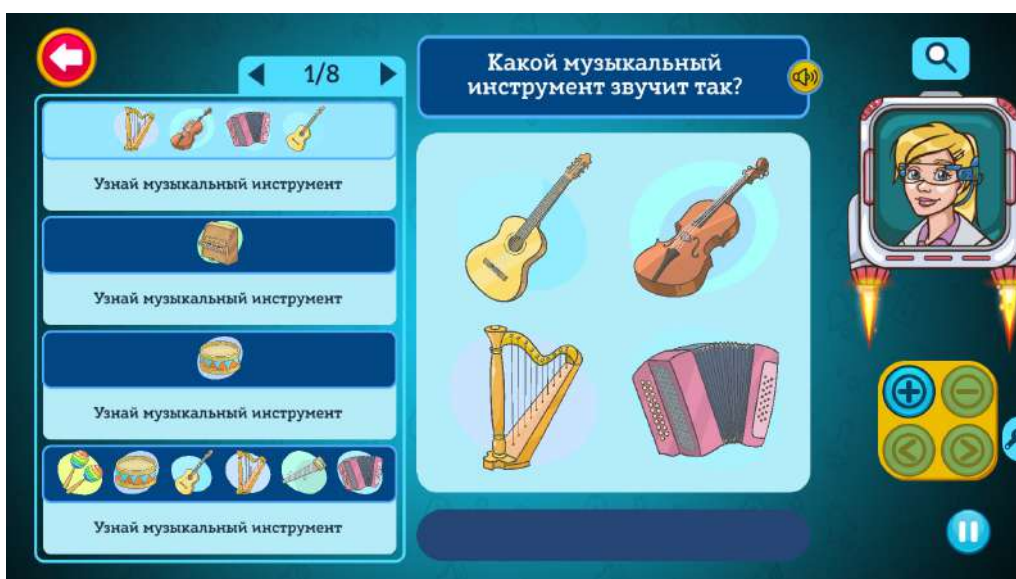 1/8
Какой музыкальный
инструмент звучит так?
Узнай музыкальный инструмент
Узнай музыкальный инструмент
Узнай музыкальный инструмент
Узнай музыкальный инструмент